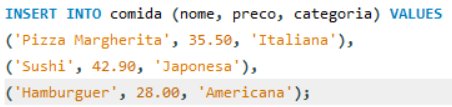 INSERT INTO comida (nome, preco, categoria) VALUES
('Pizza Margherita', 35.50, 'Italiana'),
('Sushi', 42.90, 'Japonesa'),
('Hamburguer', 28.00, 'Americana');